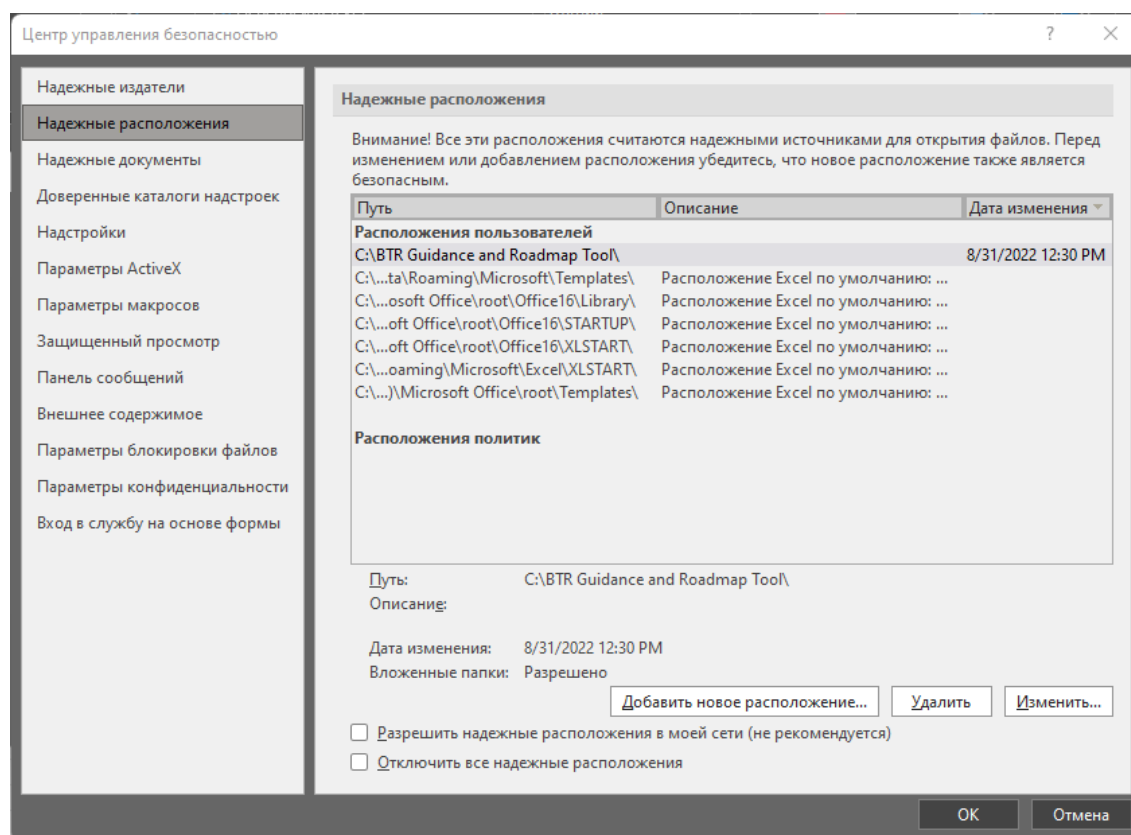 Центр управления безопасностью ?
Надежные издатели
Надежные расположения
Надежные документы
Доверенные каталоги надстроек
Надстройки
Параметры ActiveX
Параметры макросов
Защищенный просмотр
Панель сообщений
Внешнее содержимое
Параметры блокировки файлов
Параметры конфиденциальности
Вход в службу на основе формы
Надежные расположения
Внимание! Все эти расположения считаются надежными источниками для открытия файлов. Перед
изменением или добавлением расположения убедитесь, что новое расположение также является
безопасным.
Путь Описание Дата изменения
Расположения пользователей
C:\BTR Guidance and Roadmap Tool\ 8/31/2022 12:30 PM
C:\...ta\Roaming\Microsoft\Templates\ Расположение Excel по умолчанию: ...
C:\...osoft Office\root\Office16\Library\ Расположение Excel по умолчанию: ...
C:\...oft Office\root\Office16\STARTUP\ Расположение Excel по умолчанию: ...
C:\...oft Office\root\Office16\XLSTART\ Расположение Excel по умолчанию: ...
C:\...oaming\Microsoft\Excel\XLSTART\ Расположение Excel по умолчанию: ...
C:\...)\Microsoft Office\root\Templates\ Расположение Excel по умолчанию: ...
Расположения политик
Путь: C:\BTR Guidance and Roadmap Tool\
Описание:
Дата изменения: 8/31/2022 12:30 PM
Вложенные папки: Разрешено
Добавить новое расположение... Удалить Изменить...
Разрешить надежные расположения в моей сети (не рекомендуется)
Отключить все надежные расположения
ОК Отмена